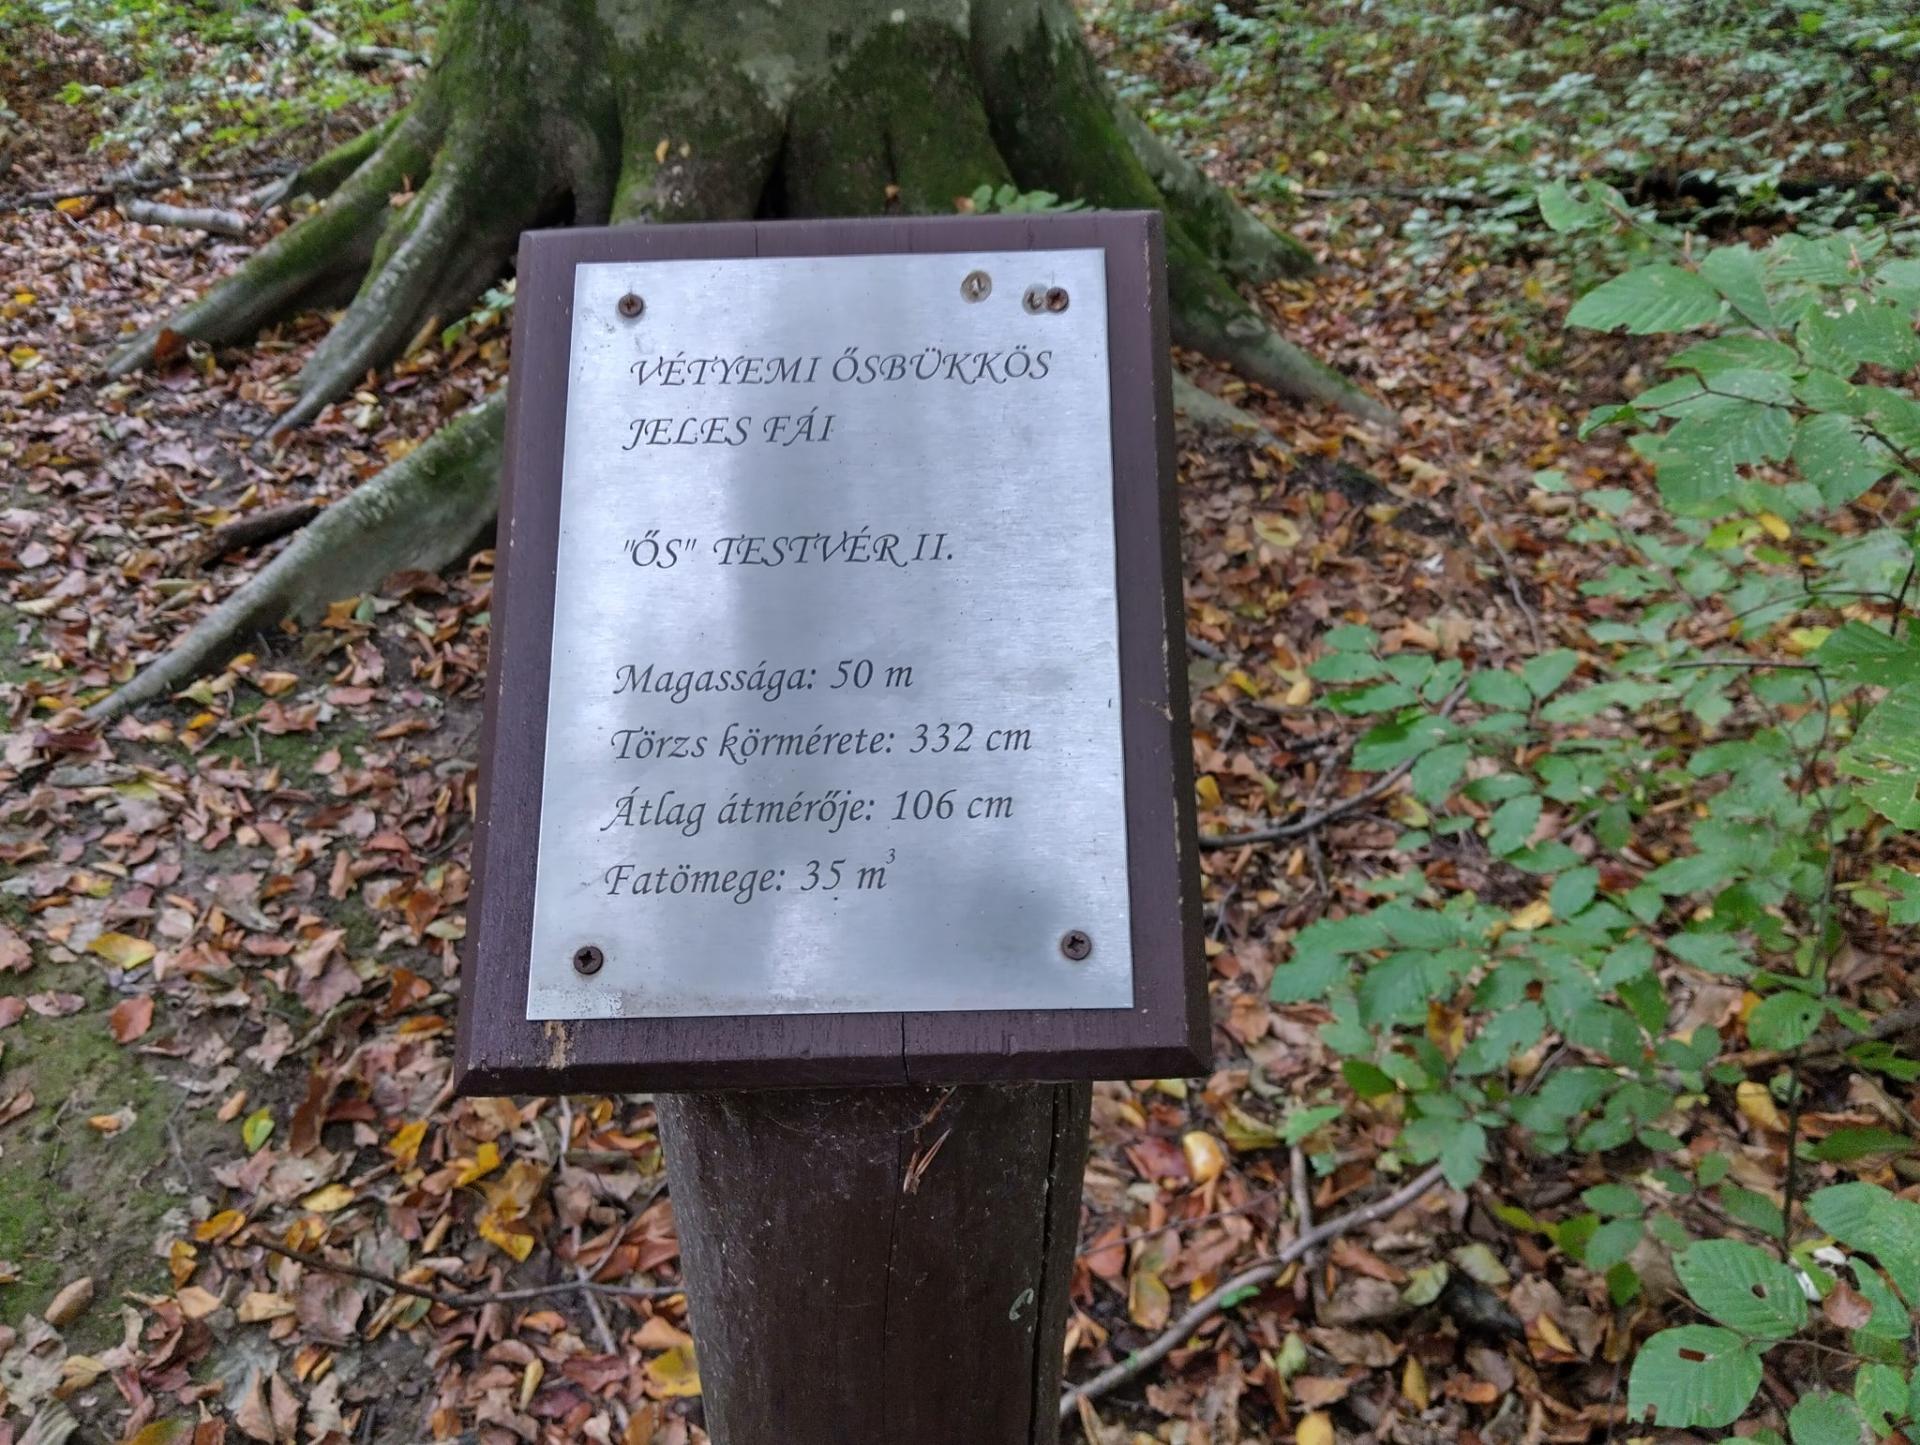 VÉTYEMI ŐSBÜKKÖS
JELES FÁI
"ŐS" TESTVÉR II.
Magassága: 50 m
Törzs körmérete: 332 cm
Átlag átmérője: 106 cm
Fatömege: 35 m³